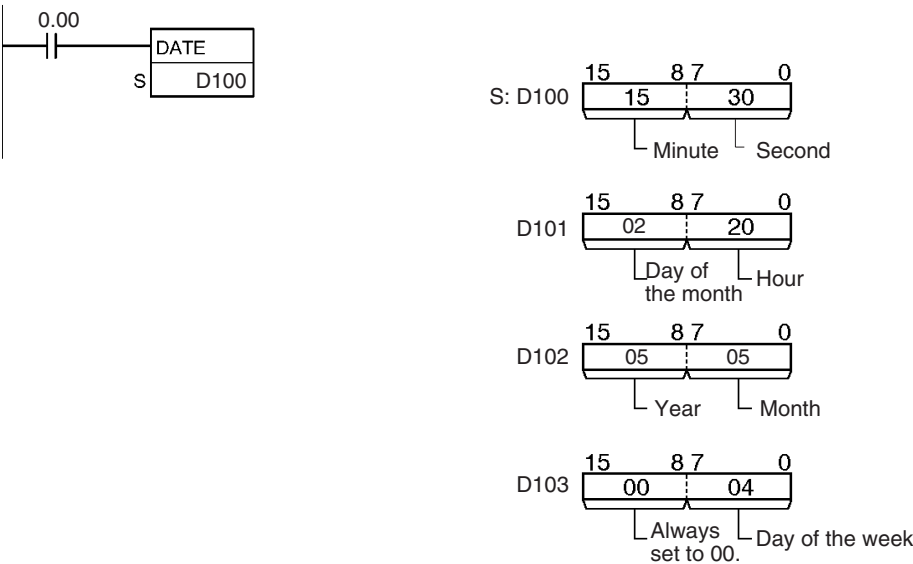 0.00
DATE
S D100
15 8 7 0
S: D100 15 30
Minute Second
15 8 7 0
D101 02 20
Day of
the month
Hour
15 8 7 0
D102 05 05
Year Month
15 8 7 0
D103 00 04
Always
set to 00.
Day of the week